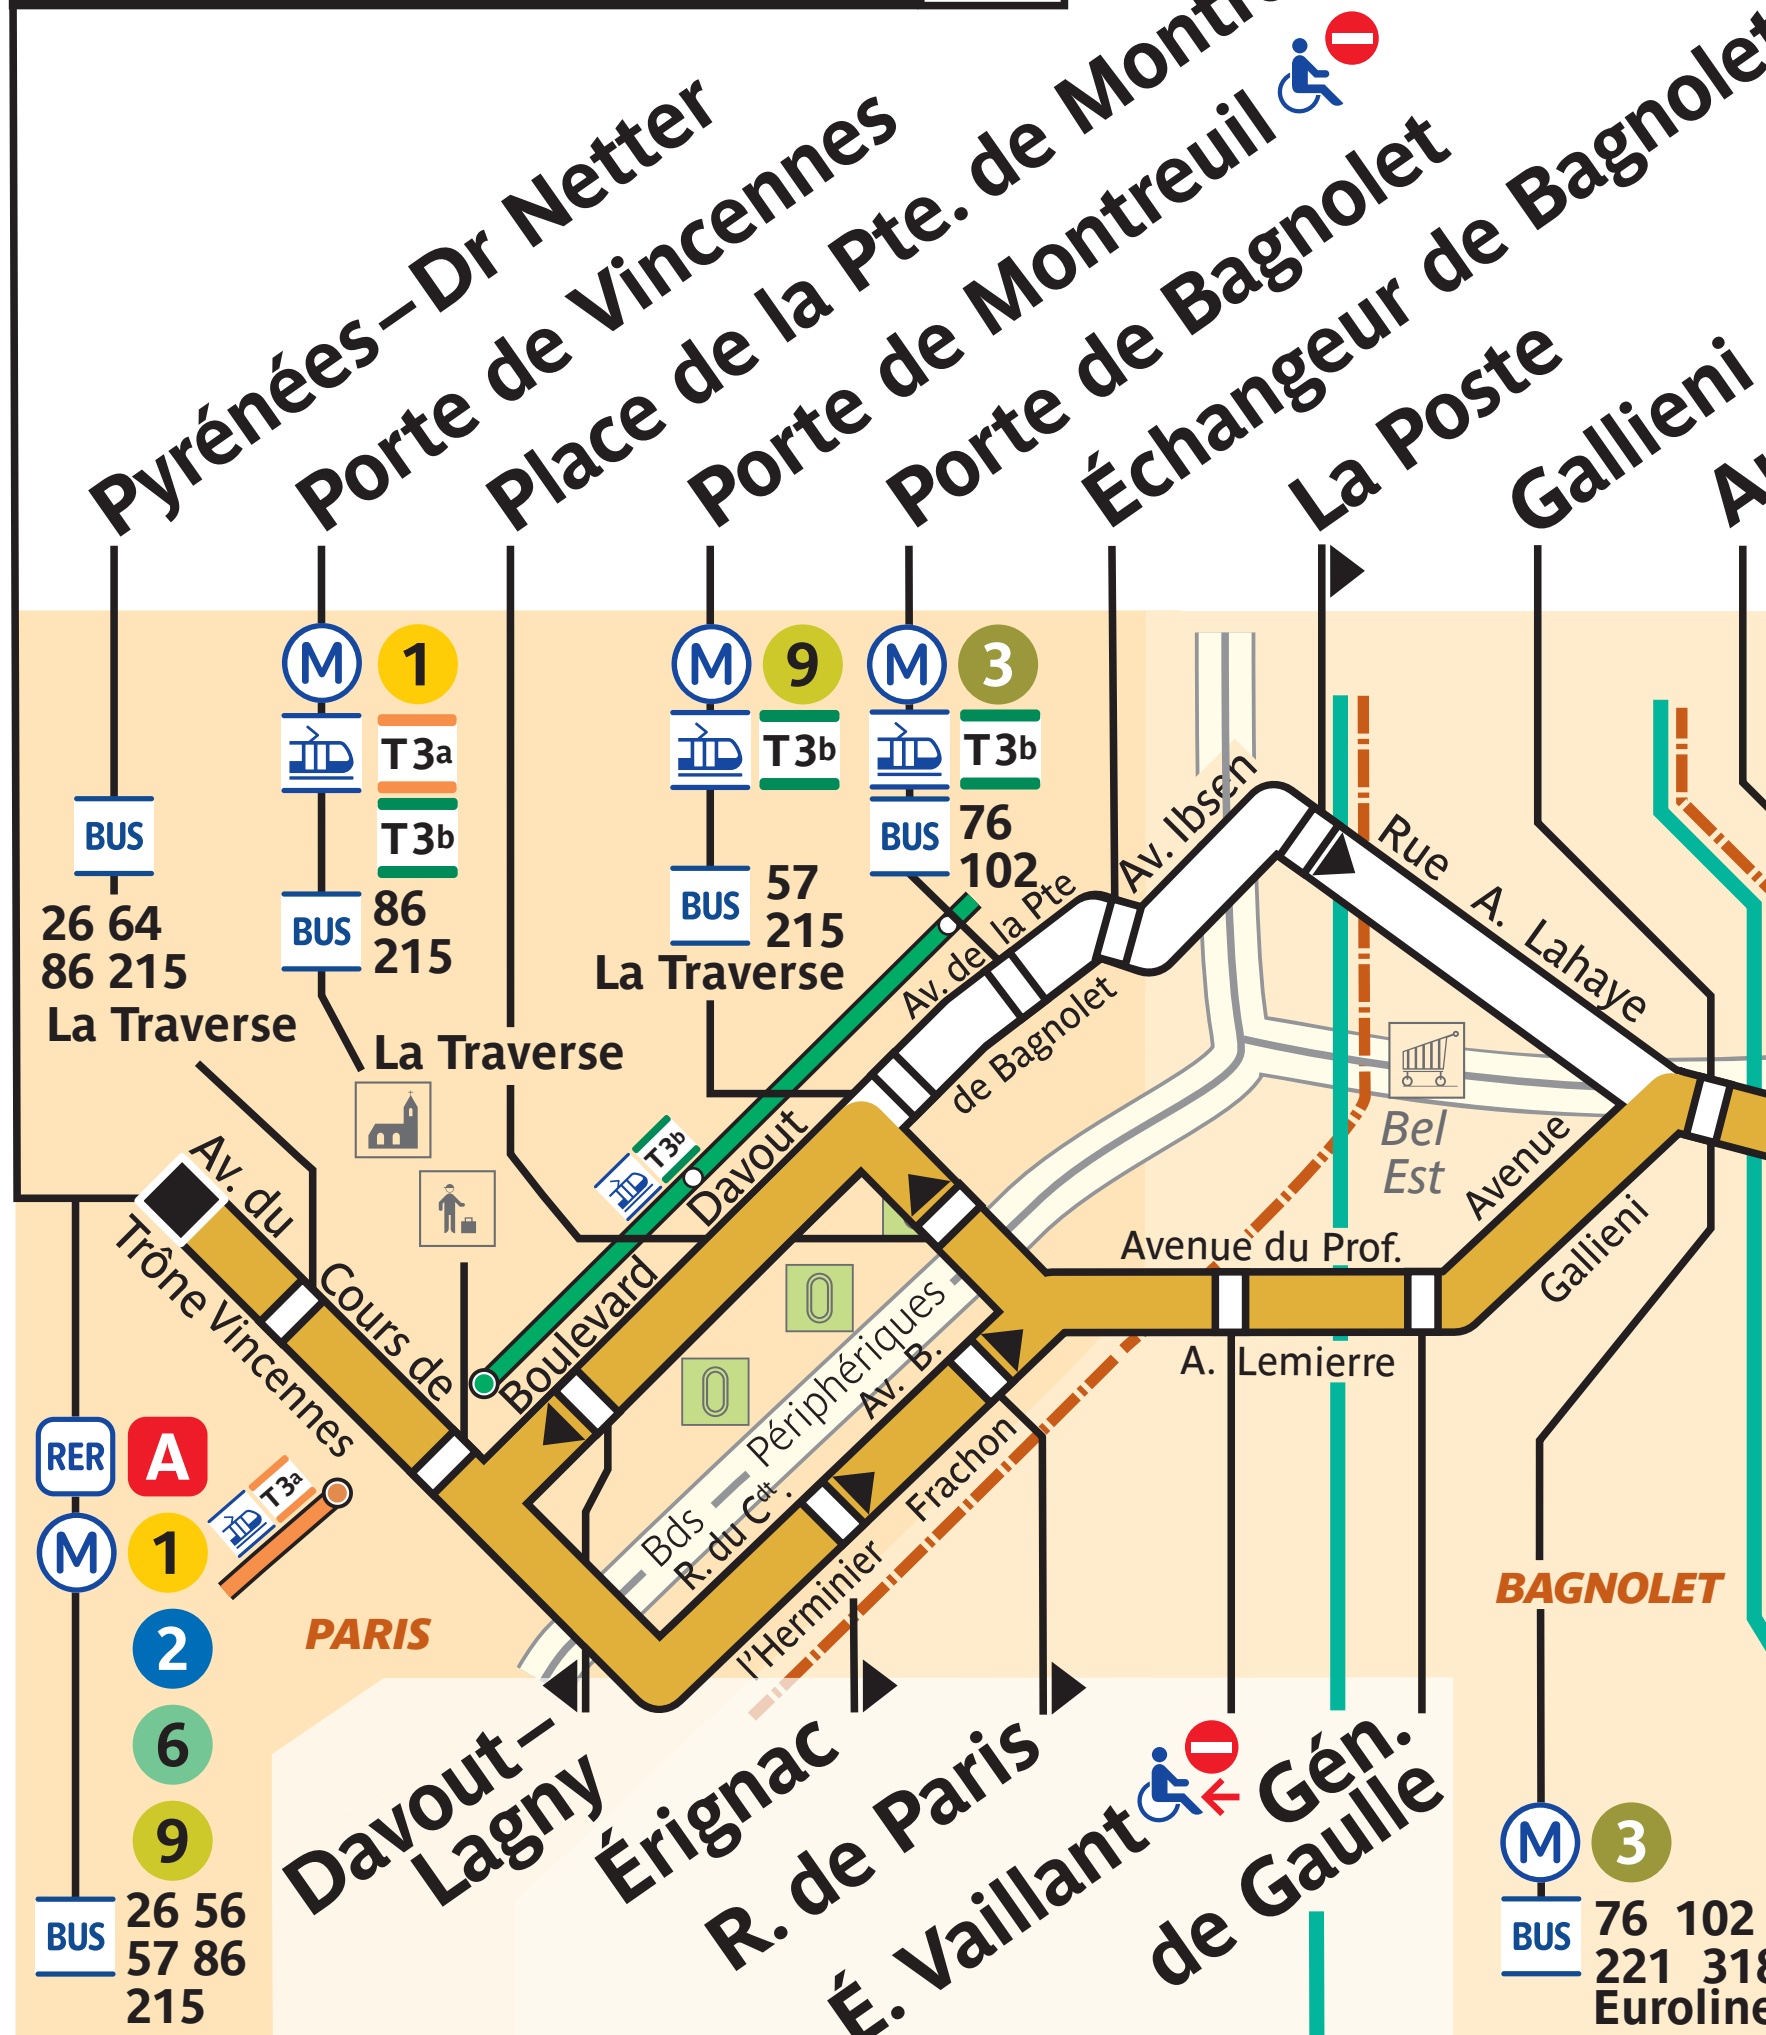 Pyrénées–Dr Netter
Porte de Vincennes
Place de la Pte. de
Porte de Montreuil
Porte de Bagnolet
Échangeur de Bagnolet
La Poste
Gallieni
M 1
T3a
T3b
M 9
T3b
M 3
T3b
BUS
26 64
86 215
La Traverse
BUS
86
215
La Traverse
BUS
57
215
La Traverse
BUS
76
102
Av. de la Pte
de Bagnolet
Av. Ibsen
Rue A. Lahaye
Bel
Est
T3b
Boulevard Davout
Av. du
Trône
Cours de
Vincennes
Avenue
Gallieni
Avenue du Prof.
A. Lemierre
Bds Périphériques
Av. B.
Frachon
R. du Cdt.
l'Herminier
T3a
PARIS
BAGNOLET
RER A
M 1
2
6
9
BUS
26 56
57 86
215
Davout–
Lagny
Érignac
R. de Paris
É. Vaillant
Gén.
de Gaulle
M 3
BUS
76 102
221